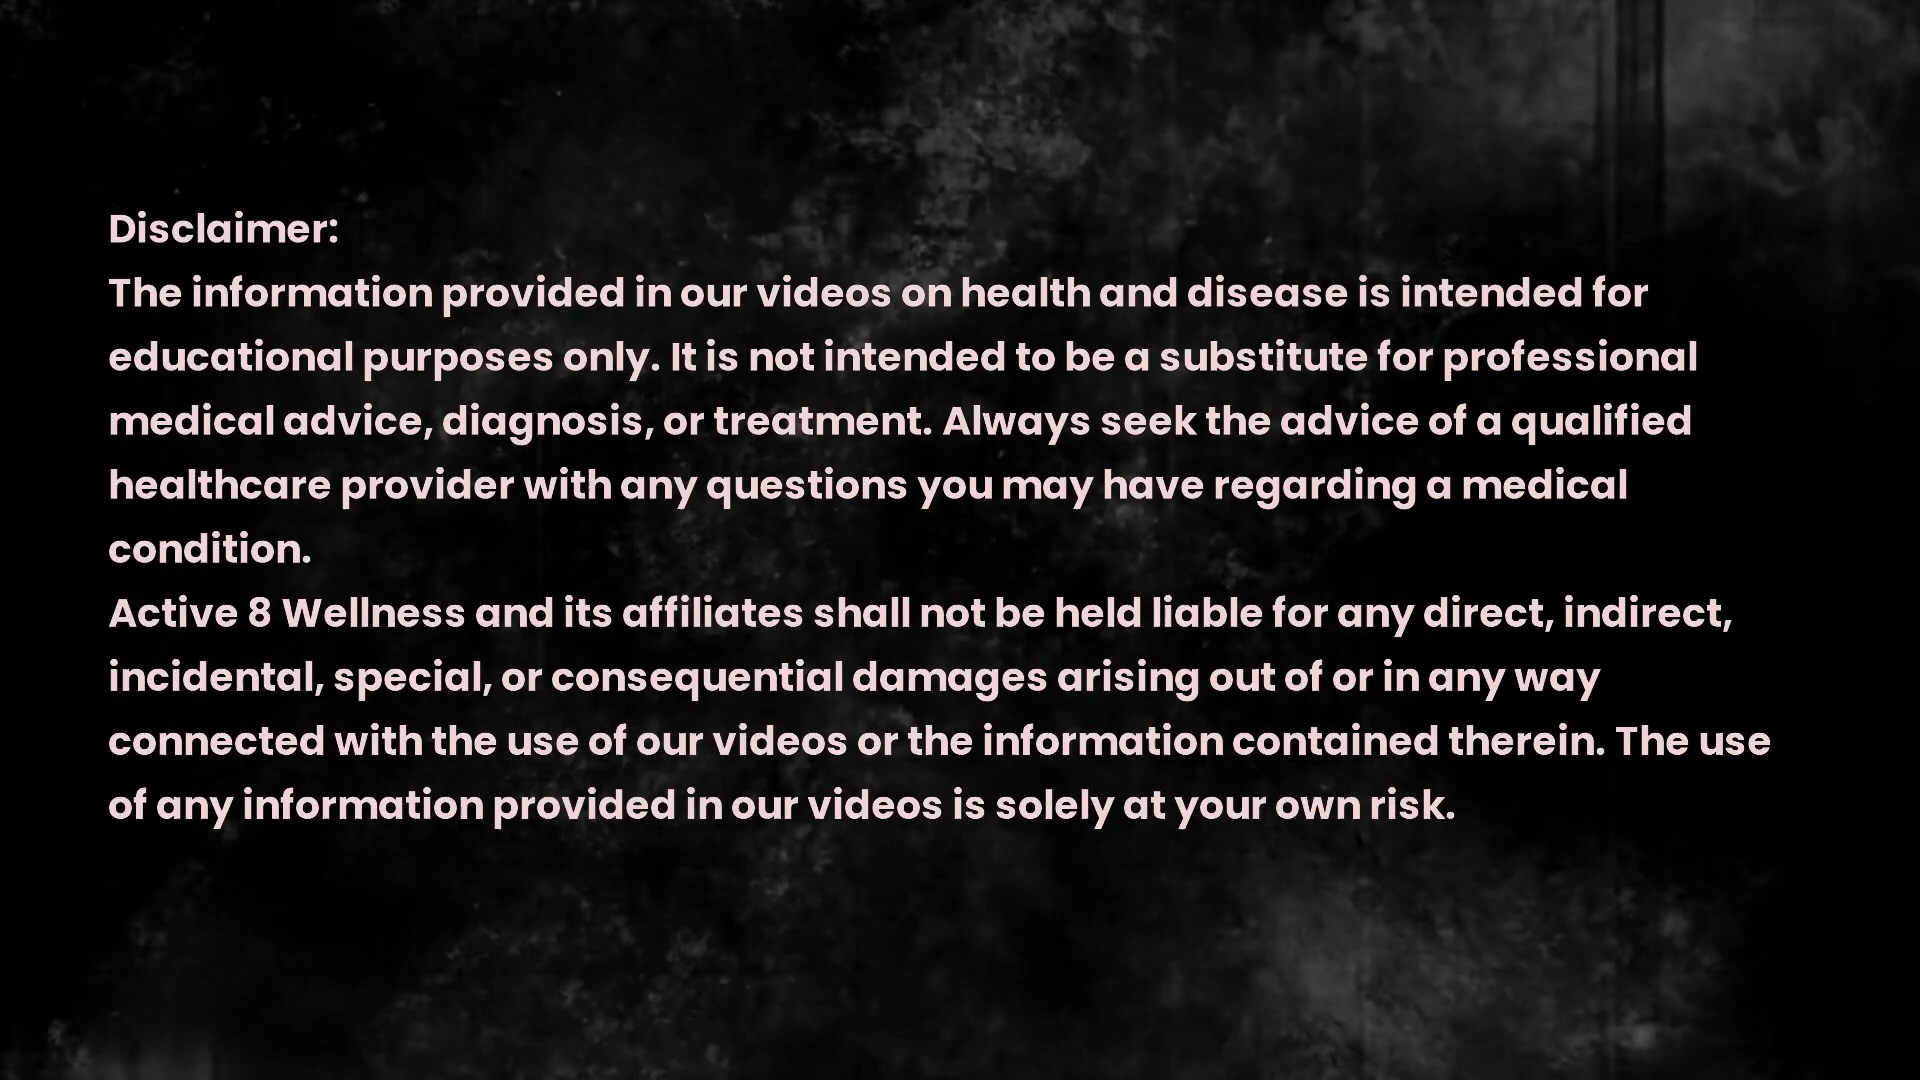 Disclaimer:
The information provided in our videos on health and disease is intended for
educational purposes only. It is not intended to be a substitute for professional
medical advice, diagnosis, or treatment. Always seek the advice of a qualified
healthcare provider with any questions you may have regarding a medical
condition.
Active 8 Wellness and its affiliates shall not be held liable for any direct, indirect,
incidental, special, or consequential damages arising out of or in any way
connected with the use of our videos or the information contained therein. The use
of any information provided in our videos is solely at your own risk.